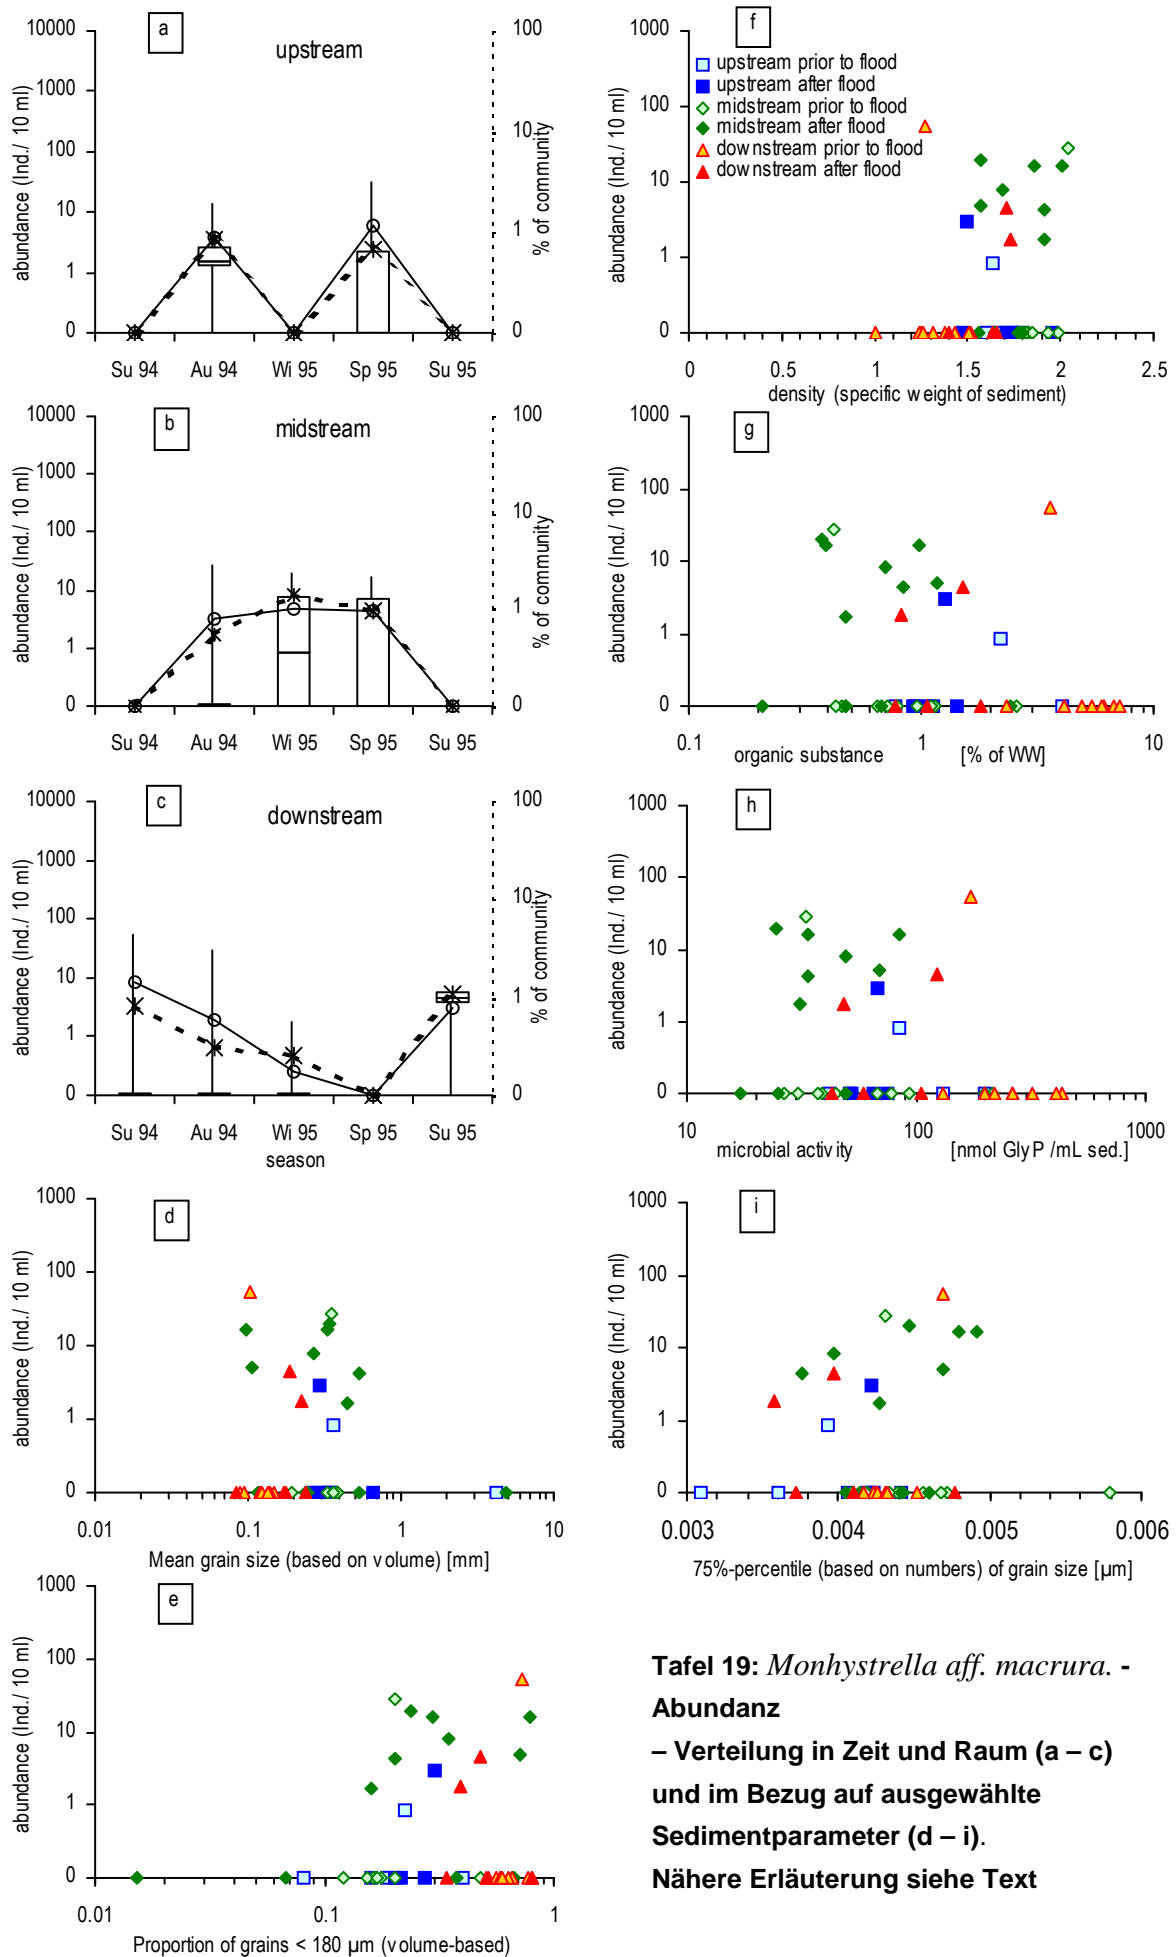 a
upstream
abundance (Ind./ 10 ml)
10000
1000
100
10
1
0
100
10
1
0
% of community
Su 94 Au 94 Wi 95 Sp 95 Su 95
b
midstream
abundance (Ind./ 10 ml)
10000
1000
100
10
1
0
100
10
1
0
% of community
Su 94 Au 94 Wi 95 Sp 95 Su 95
c
downstream
abundance (Ind./ 10 ml)
10000
1000
100
10
1
0
100
10
1
0
% of community
Su 94 Au 94 Wi 95 Sp 95 Su 95
season
d
abundance (Ind./ 10 ml)
1000
100
10
1
0
0.01 0.1 1 10
Mean grain size (based on volume) [mm]
e
abundance (Ind./ 10 ml)
1000
100
10
1
0
0.01 0.1 1
Proportion of grains < 180 µm (volume-based)
f
upstream prior to flood
upstream after flood
midstream prior to flood
midstream after flood
downstream prior to flood
downstream after flood
abundance (Ind./ 10 ml)
1000
100
10
1
0
0 0.5 1 1.5 2 2.5
density (specific weight of sediment)
g
abundance (Ind./ 10 ml)
1000
100
10
1
0
0.1 1 10
organic substance [% of WW]
h
abundance (Ind./ 10 ml)
1000
100
10
1
0
10 100 1000
microbial activity [nmol GlyP /mL sed.]
i
abundance (Ind./ 10 ml)
1000
100
10
1
0
0.003 0.004 0.005 0.006
75%-percentile (based on numbers) of grain size [µm]
Tafel 19: Monhystrella aff. macrura. -
Abundanz
– Verteilung in Zeit und Raum (a – c)
und im Bezug auf ausgewählte
Sedimentparameter (d – i).
Nähere Erläuterung siehe Text